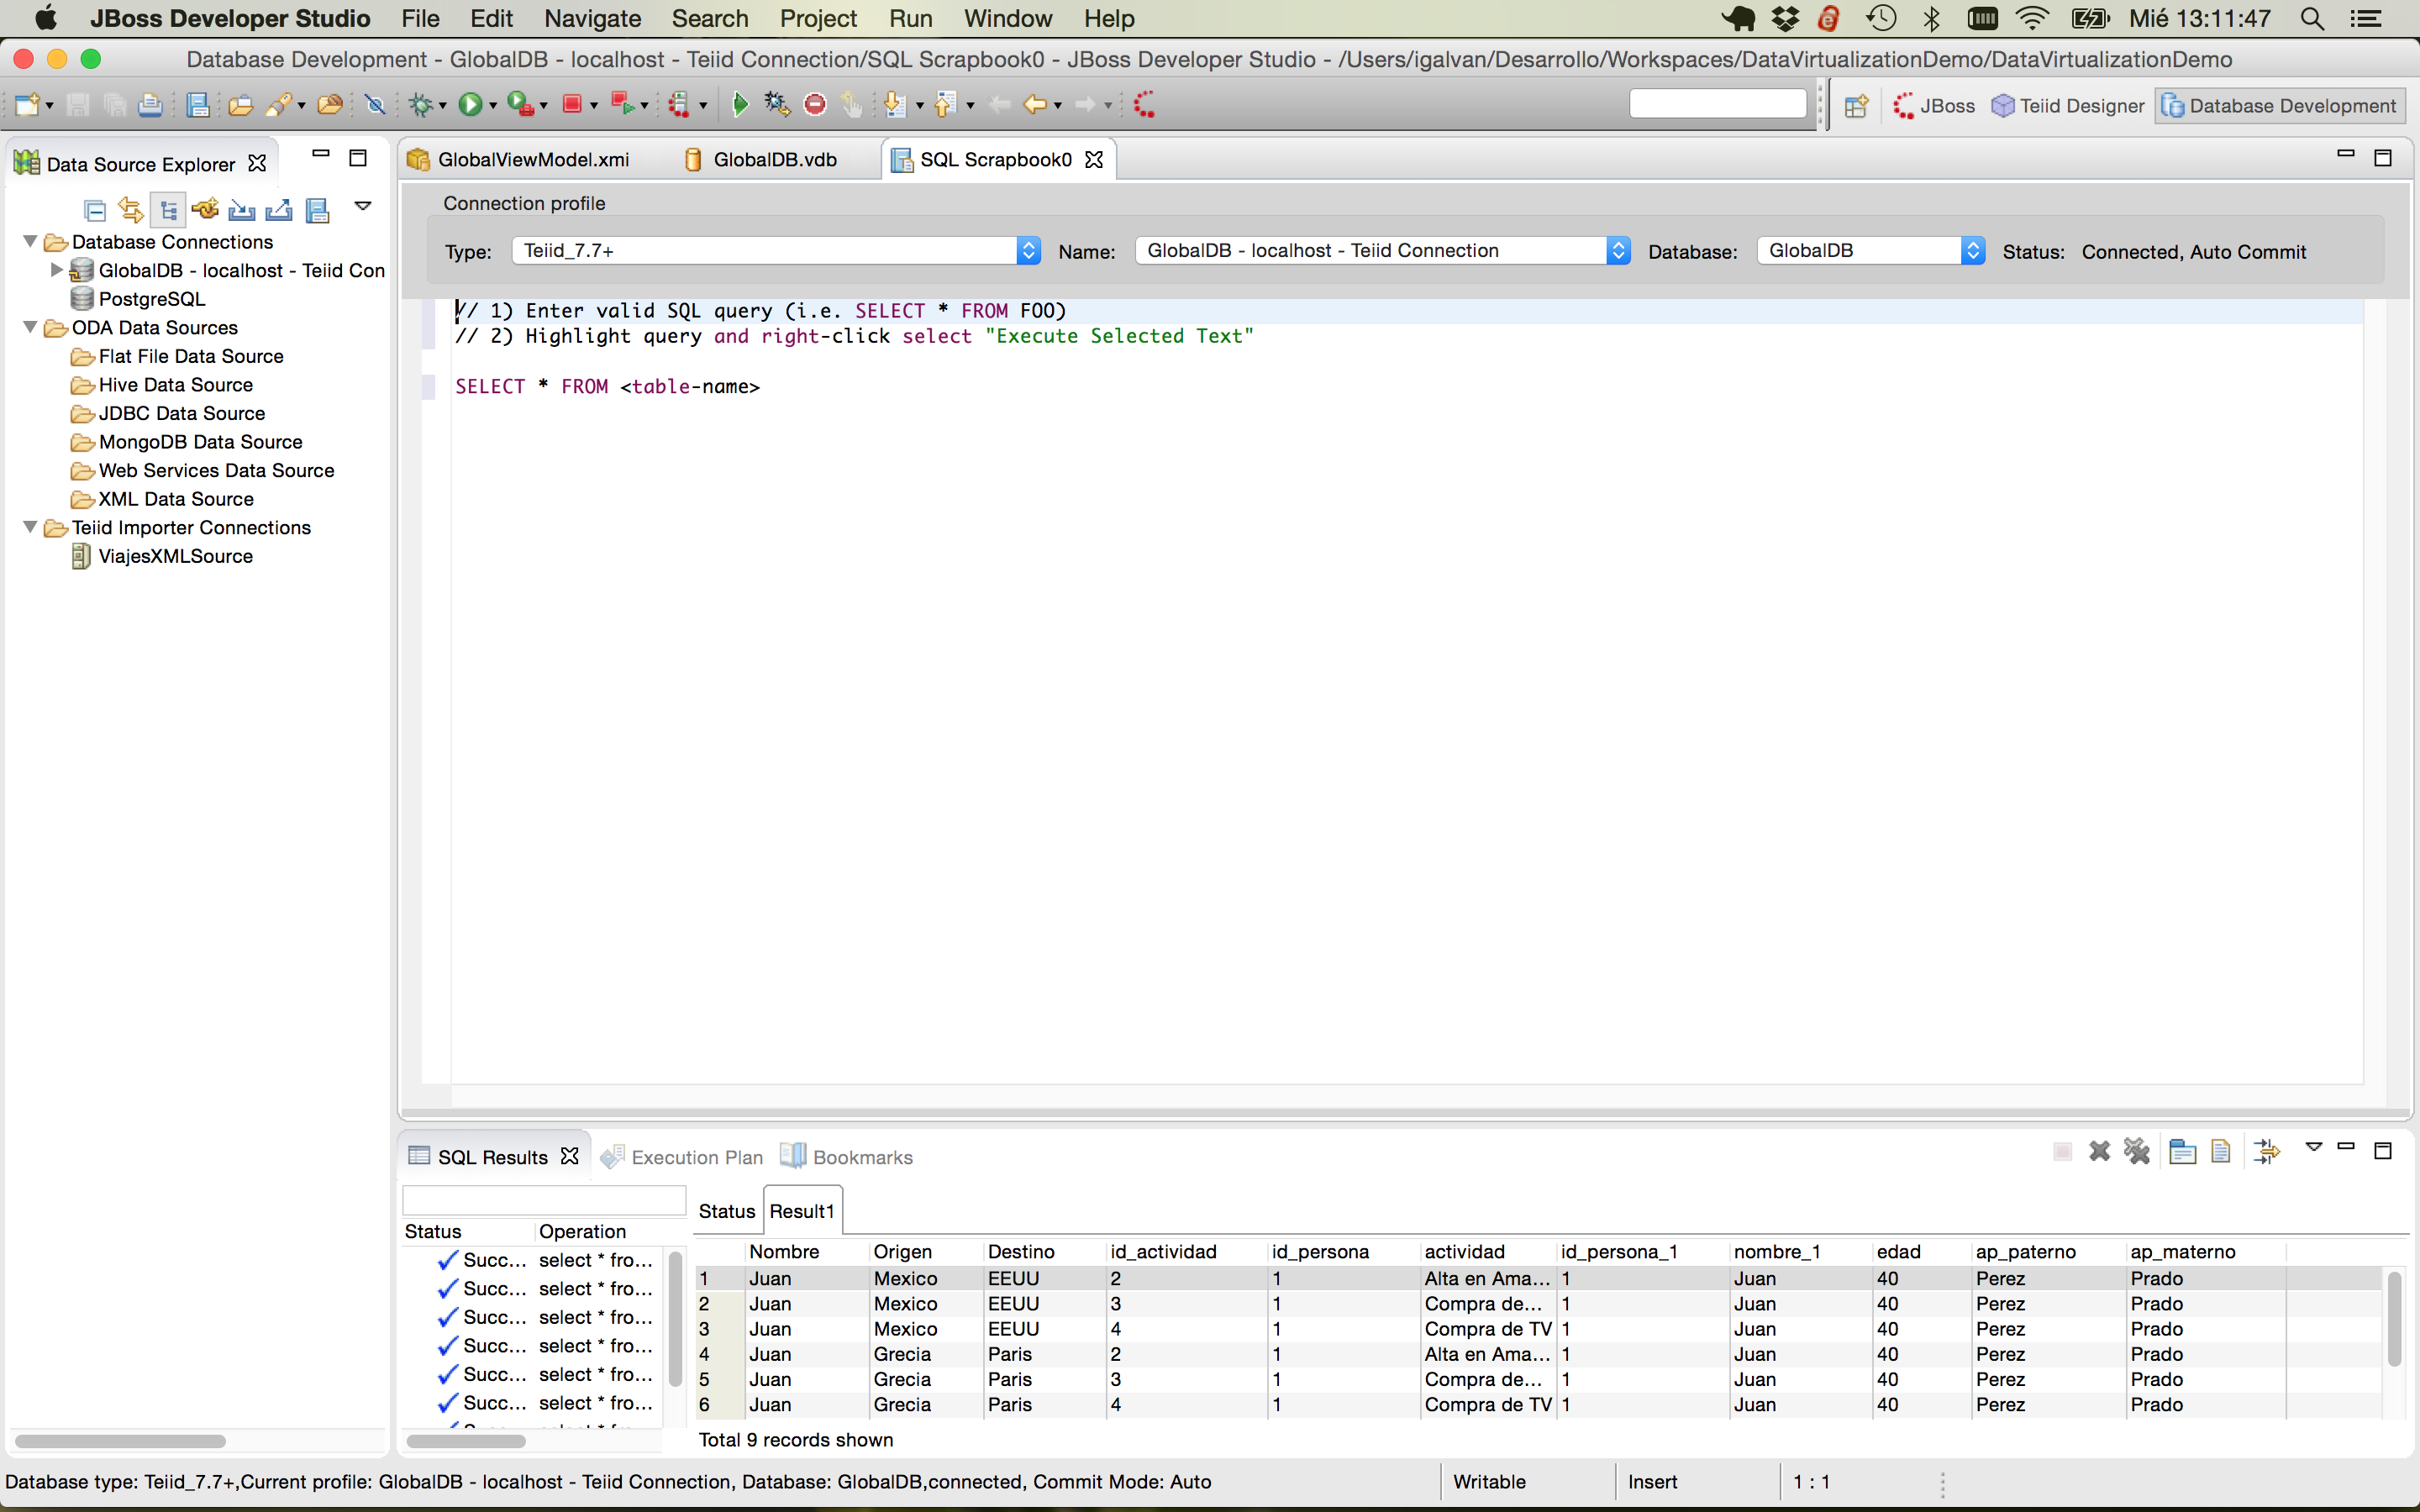 JBoss Developer Studio File Edit Navigate Search Project Run Window Help Mié 13:11:47
Database Development - GlobalDB - localhost - Teiid Connection/SQL Scrapbook0 - JBoss Developer Studio - /Users/igalvan/Desarrollo/Workspaces/DataVirtualizationDemo/DataVirtualizationDemo
JBoss Teiid Designer Database Development
Data Source Explorer
Database Connections
GlobalDB - localhost - Teiid Con
PostgreSQL
ODA Data Sources
Flat File Data Source
Hive Data Source
JDBC Data Source
MongoDB Data Source
Web Services Data Source
XML Data Source
Teiid Importer Connections
ViajesXMLSource
GlobalViewModel.xmi GlobalDB.vdb SQL Scrapbook0
Connection profile
Type: Teiid_7.7+ Name: GlobalDB - localhost - Teiid Connection Database: GlobalDB Status: Connected, Auto Commit
// 1) Enter valid SQL query (i.e. SELECT * FROM FOO)
// 2) Highlight query and right-click select "Execute Selected Text"
SELECT * FROM <table-name>
SQL Results Execution Plan Bookmarks
Status Operation
Succ... select * fro...
Succ... select * fro...
Succ... select * fro...
Succ... select * fro...
Succ... select * fro...
Succ... select * fro...
Status Result1
Nombre Origen Destino id_actividad id_persona actividad id_persona_1 nombre_1 edad ap_paterno ap_materno
1 Juan Mexico EEUU 2 1 Alta en Ama... 1 Juan 40 Perez Prado
2 Juan Mexico EEUU 3 1 Compra de... 1 Juan 40 Perez Prado
3 Juan Mexico EEUU 4 1 Compra de TV 1 Juan 40 Perez Prado
4 Juan Grecia Paris 2 1 Alta en Ama... 1 Juan 40 Perez Prado
5 Juan Grecia Paris 3 1 Compra de... 1 Juan 40 Perez Prado
6 Juan Grecia Paris 4 1 Compra de TV 1 Juan 40 Perez Prado
Total 9 records shown
Database type: Teiid_7.7+,Current profile: GlobalDB - localhost - Teiid Connection, Database: GlobalDB,connected, Commit Mode: Auto Writable Insert 1 : 1